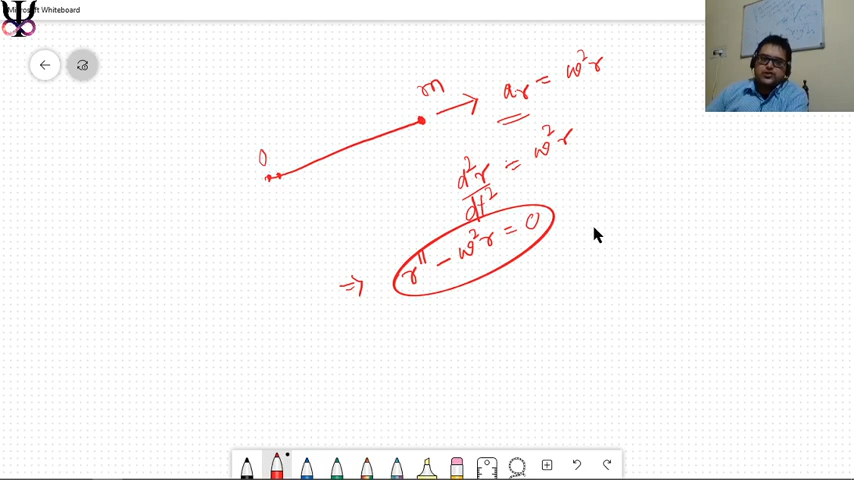 Microsoft Whiteboard
m
ar = ω²r
O
d²r/dt² = ω²r
⇒ r'' - ω²r = 0